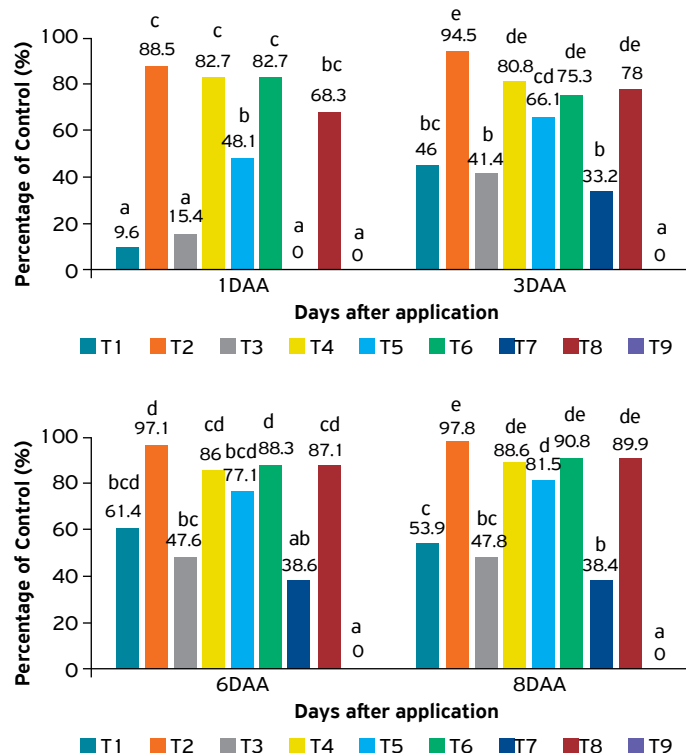 Percentage of Control (%)
100
80
60
40
20
0
a
9.6
c
88.5
a
15.4
c
82.7
b
48.1
c
82.7
a
0
bc
68.3
a
0
bc
46
e
94.5
b
41.4
de
80.8
cd
66.1
de
75.3
b
33.2
de
78
a
0
1DAA 3DAA
Days after application
T1 T2 T3 T4 T5 T6 T7 T8 T9
Percentage of Control (%)
100
80
60
40
20
0
bcd
61.4
d
97.1
bc
47.6
cd
86
bcd
77.1
d
88.3
ab
38.6
cd
87.1
a
0
c
53.9
e
97.8
bc
47.8
de
88.6
d
81.5
de
90.8
b
38.4
de
89.9
a
0
6DAA 8DAA
Days after application
T1 T2 T3 T4 T5 T6 T7 T8 T9